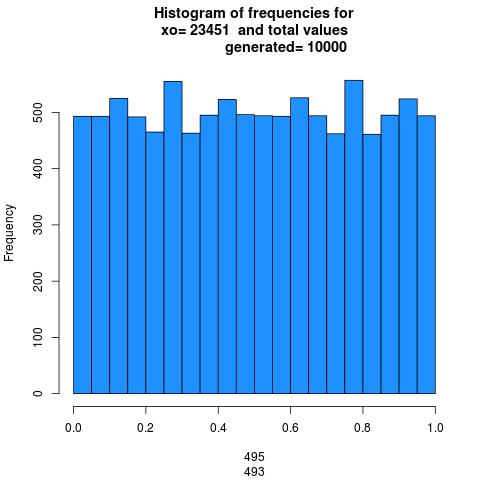 Histogram of frequencies for
xo= 23451 and total values
generated= 10000
Frequency
500
400
300
200
100
0
0.0 0.2 0.4 0.6 0.8 1.0
495
493